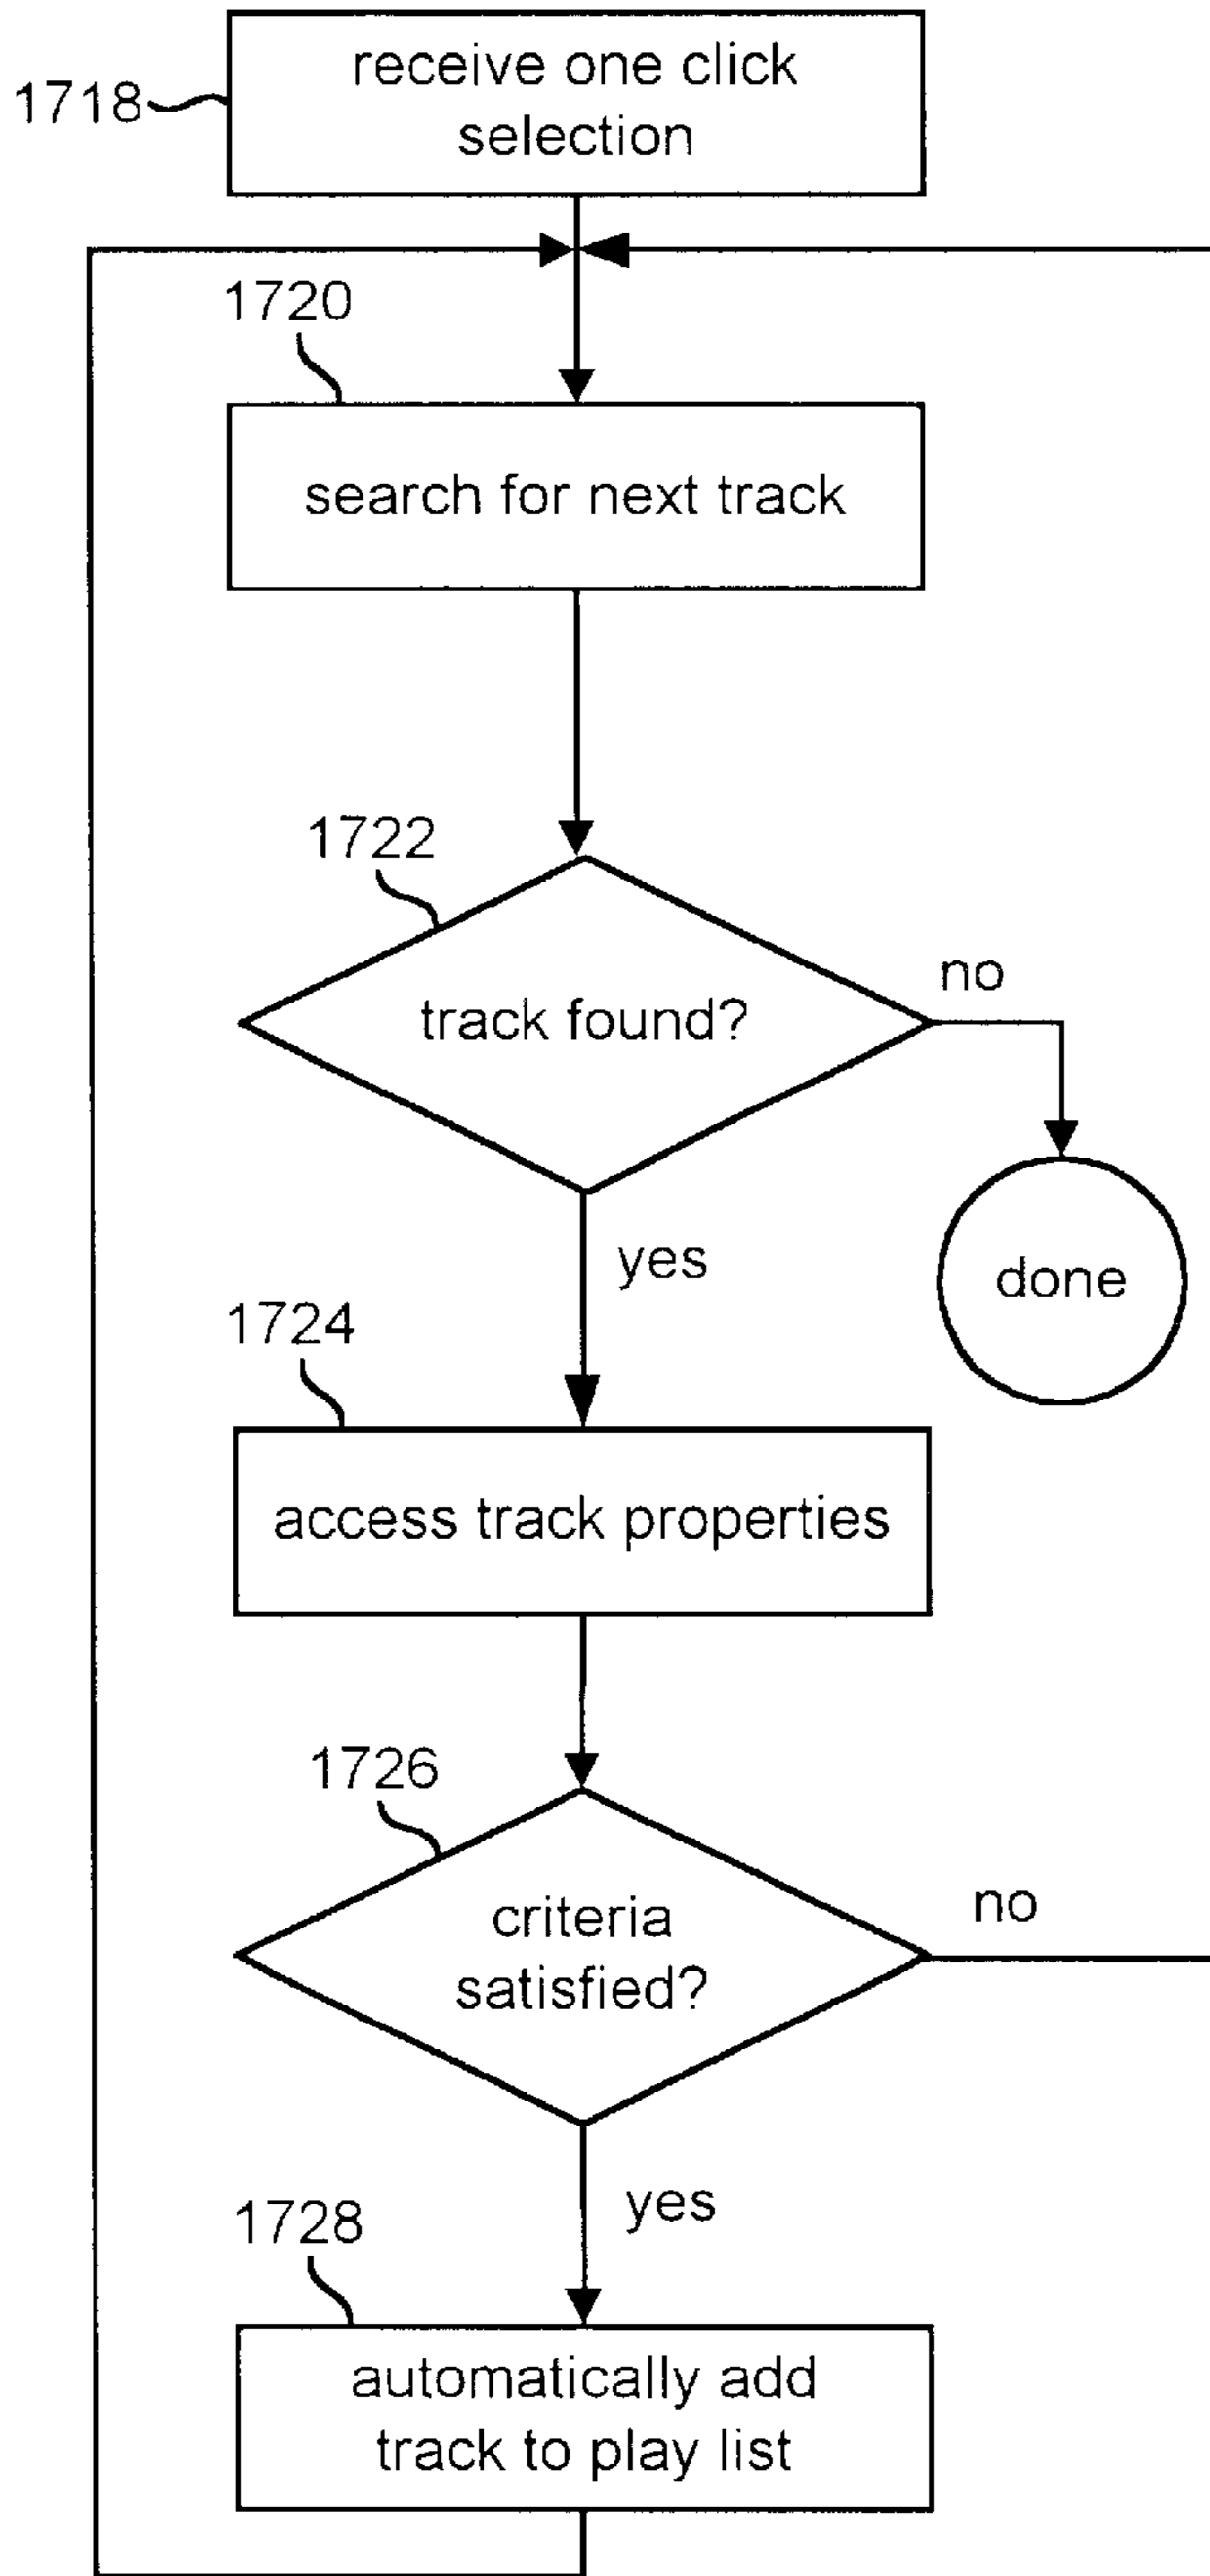 1718
receive one click
selection
1720
search for next track
1722
track found?
no
yes
done
1724
access track properties
1726
criteria
satisfied?
no
yes
1728
automatically add
track to play list